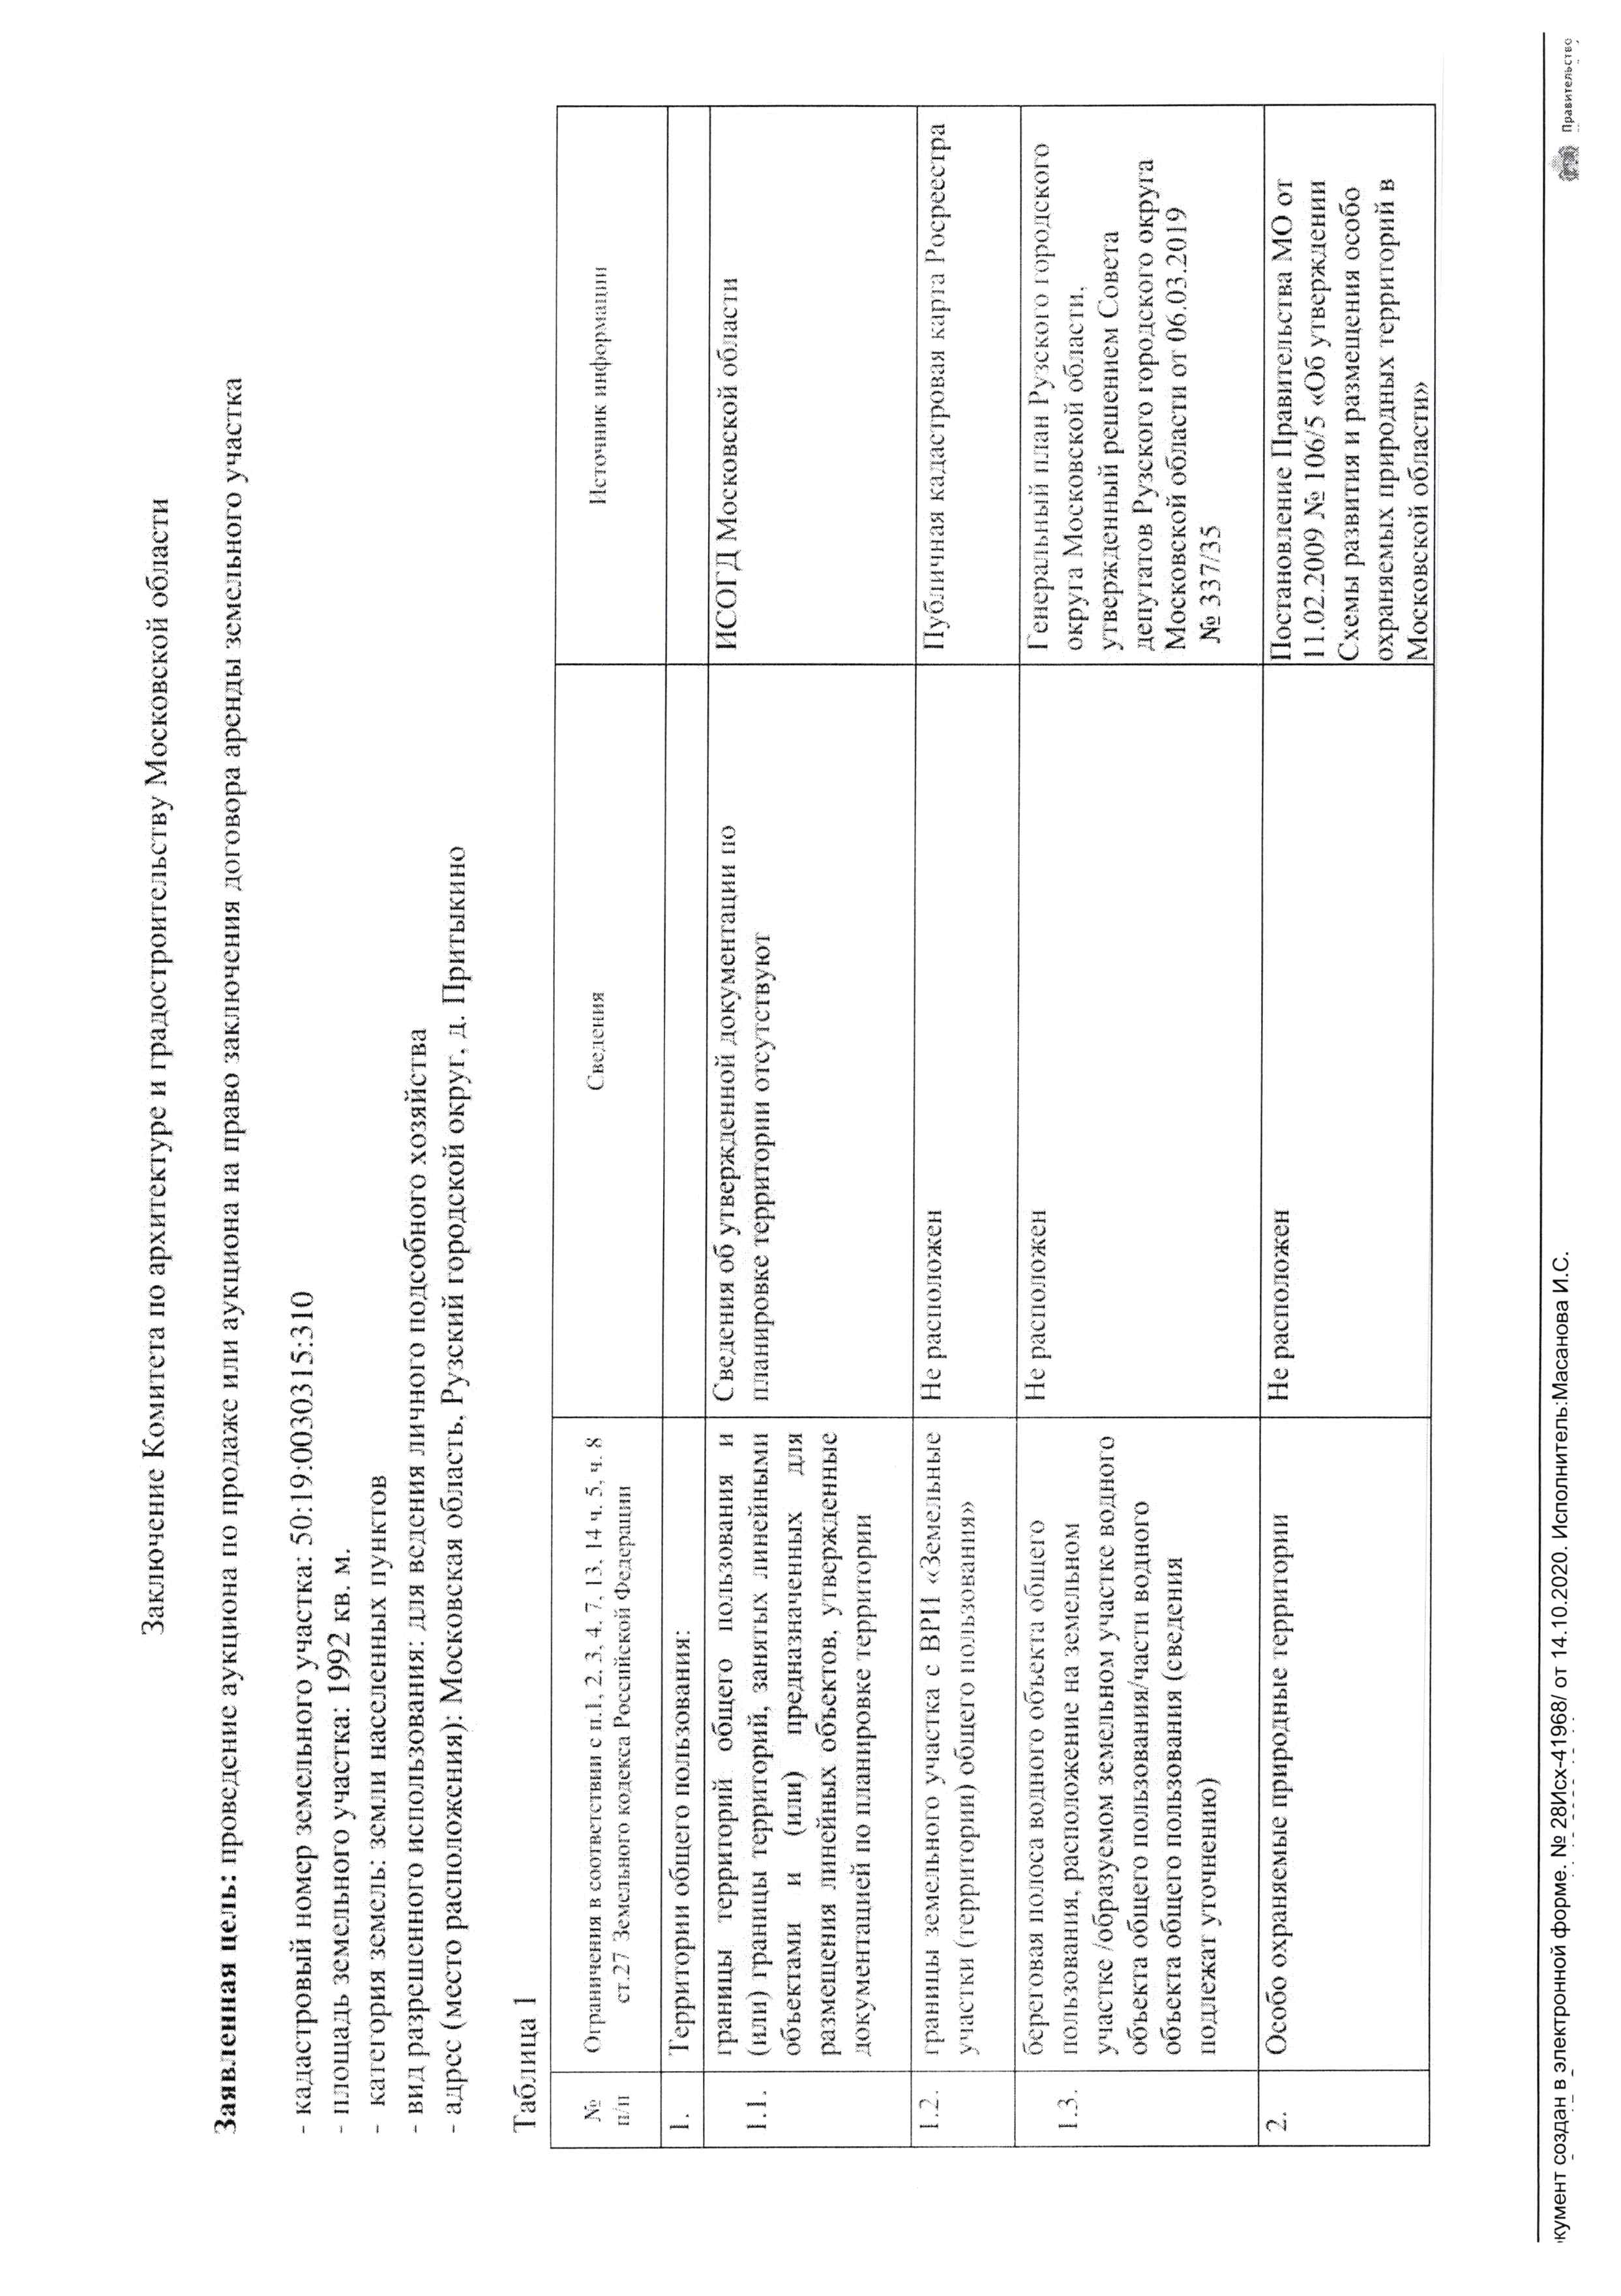 Заключение Комитета по архитектуре и градостроительству Московской области
Заявленная цель: проведение аукциона по продаже или аукциона на право заключения договора аренды земельного участка
- кадастровый номер земельного участка: 50:19:0030315:310
- площадь земельного участка: 1992 кв. м.
- категория земель: земли населенных пунктов
- вид разрешенного использования: для ведения личного подсобного хозяйства
- адрес (место расположения): Московская область, Рузский городской округ, д. Притыкино
Таблица 1
№
п/п
Ограничения в соответствии с п.1, 2, 3, 4, 7, 13, 14 ч. 5, ч. 8
ст.27 Земельного кодекса Российской Федерации
Сведения
Источник информации
1.
Территории общего пользования:
1.1.
границы территорий общего пользования и
(или) границы территорий, занятых линейными
объектами и (или) предназначенных для
размещения линейных объектов, утвержденные
документацией по планировке территории
Сведения об утвержденной документации по
планировке территории отсутствуют
ИСОГД Московской области
1.2.
границы земельного участка с ВРИ «Земельные
участки (территории) общего пользования»
Не расположен
Публичная кадастровая карта Росреестра
1.3.
береговая полоса водного объекта общего
пользования, расположение на земельном
участке /образуемом земельном участке водного
объекта общего пользования/части водного
объекта общего пользования (сведения
подлежат уточнению)
Не расположен
Генеральный план Рузского городского
округа Московской области,
утвержденный решением Совета
депутатов Рузского городского округа
Московской области от 06.03.2019
№ 337/35
2.
Особо охраняемые природные территории
Не расположен
Постановление Правительства МО от
11.02.2009 № 106/5 «Об утверждении
Схемы развития и размещения особо
охраняемых природных территорий в
Московской области»
кумент создан в электронной форме. № 28Исх-41968/ от 14.10.2020. Исполнитель:Масанова И.С.
Правительство